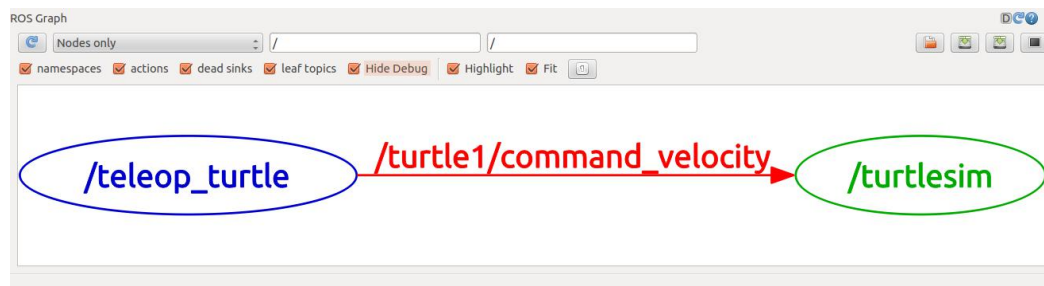 ROS Graph
D
Nodes only / /
namespaces actions dead sinks leaf topics Hide Debug Highlight Fit
/teleop_turtle /turtle1/command_velocity /turtlesim